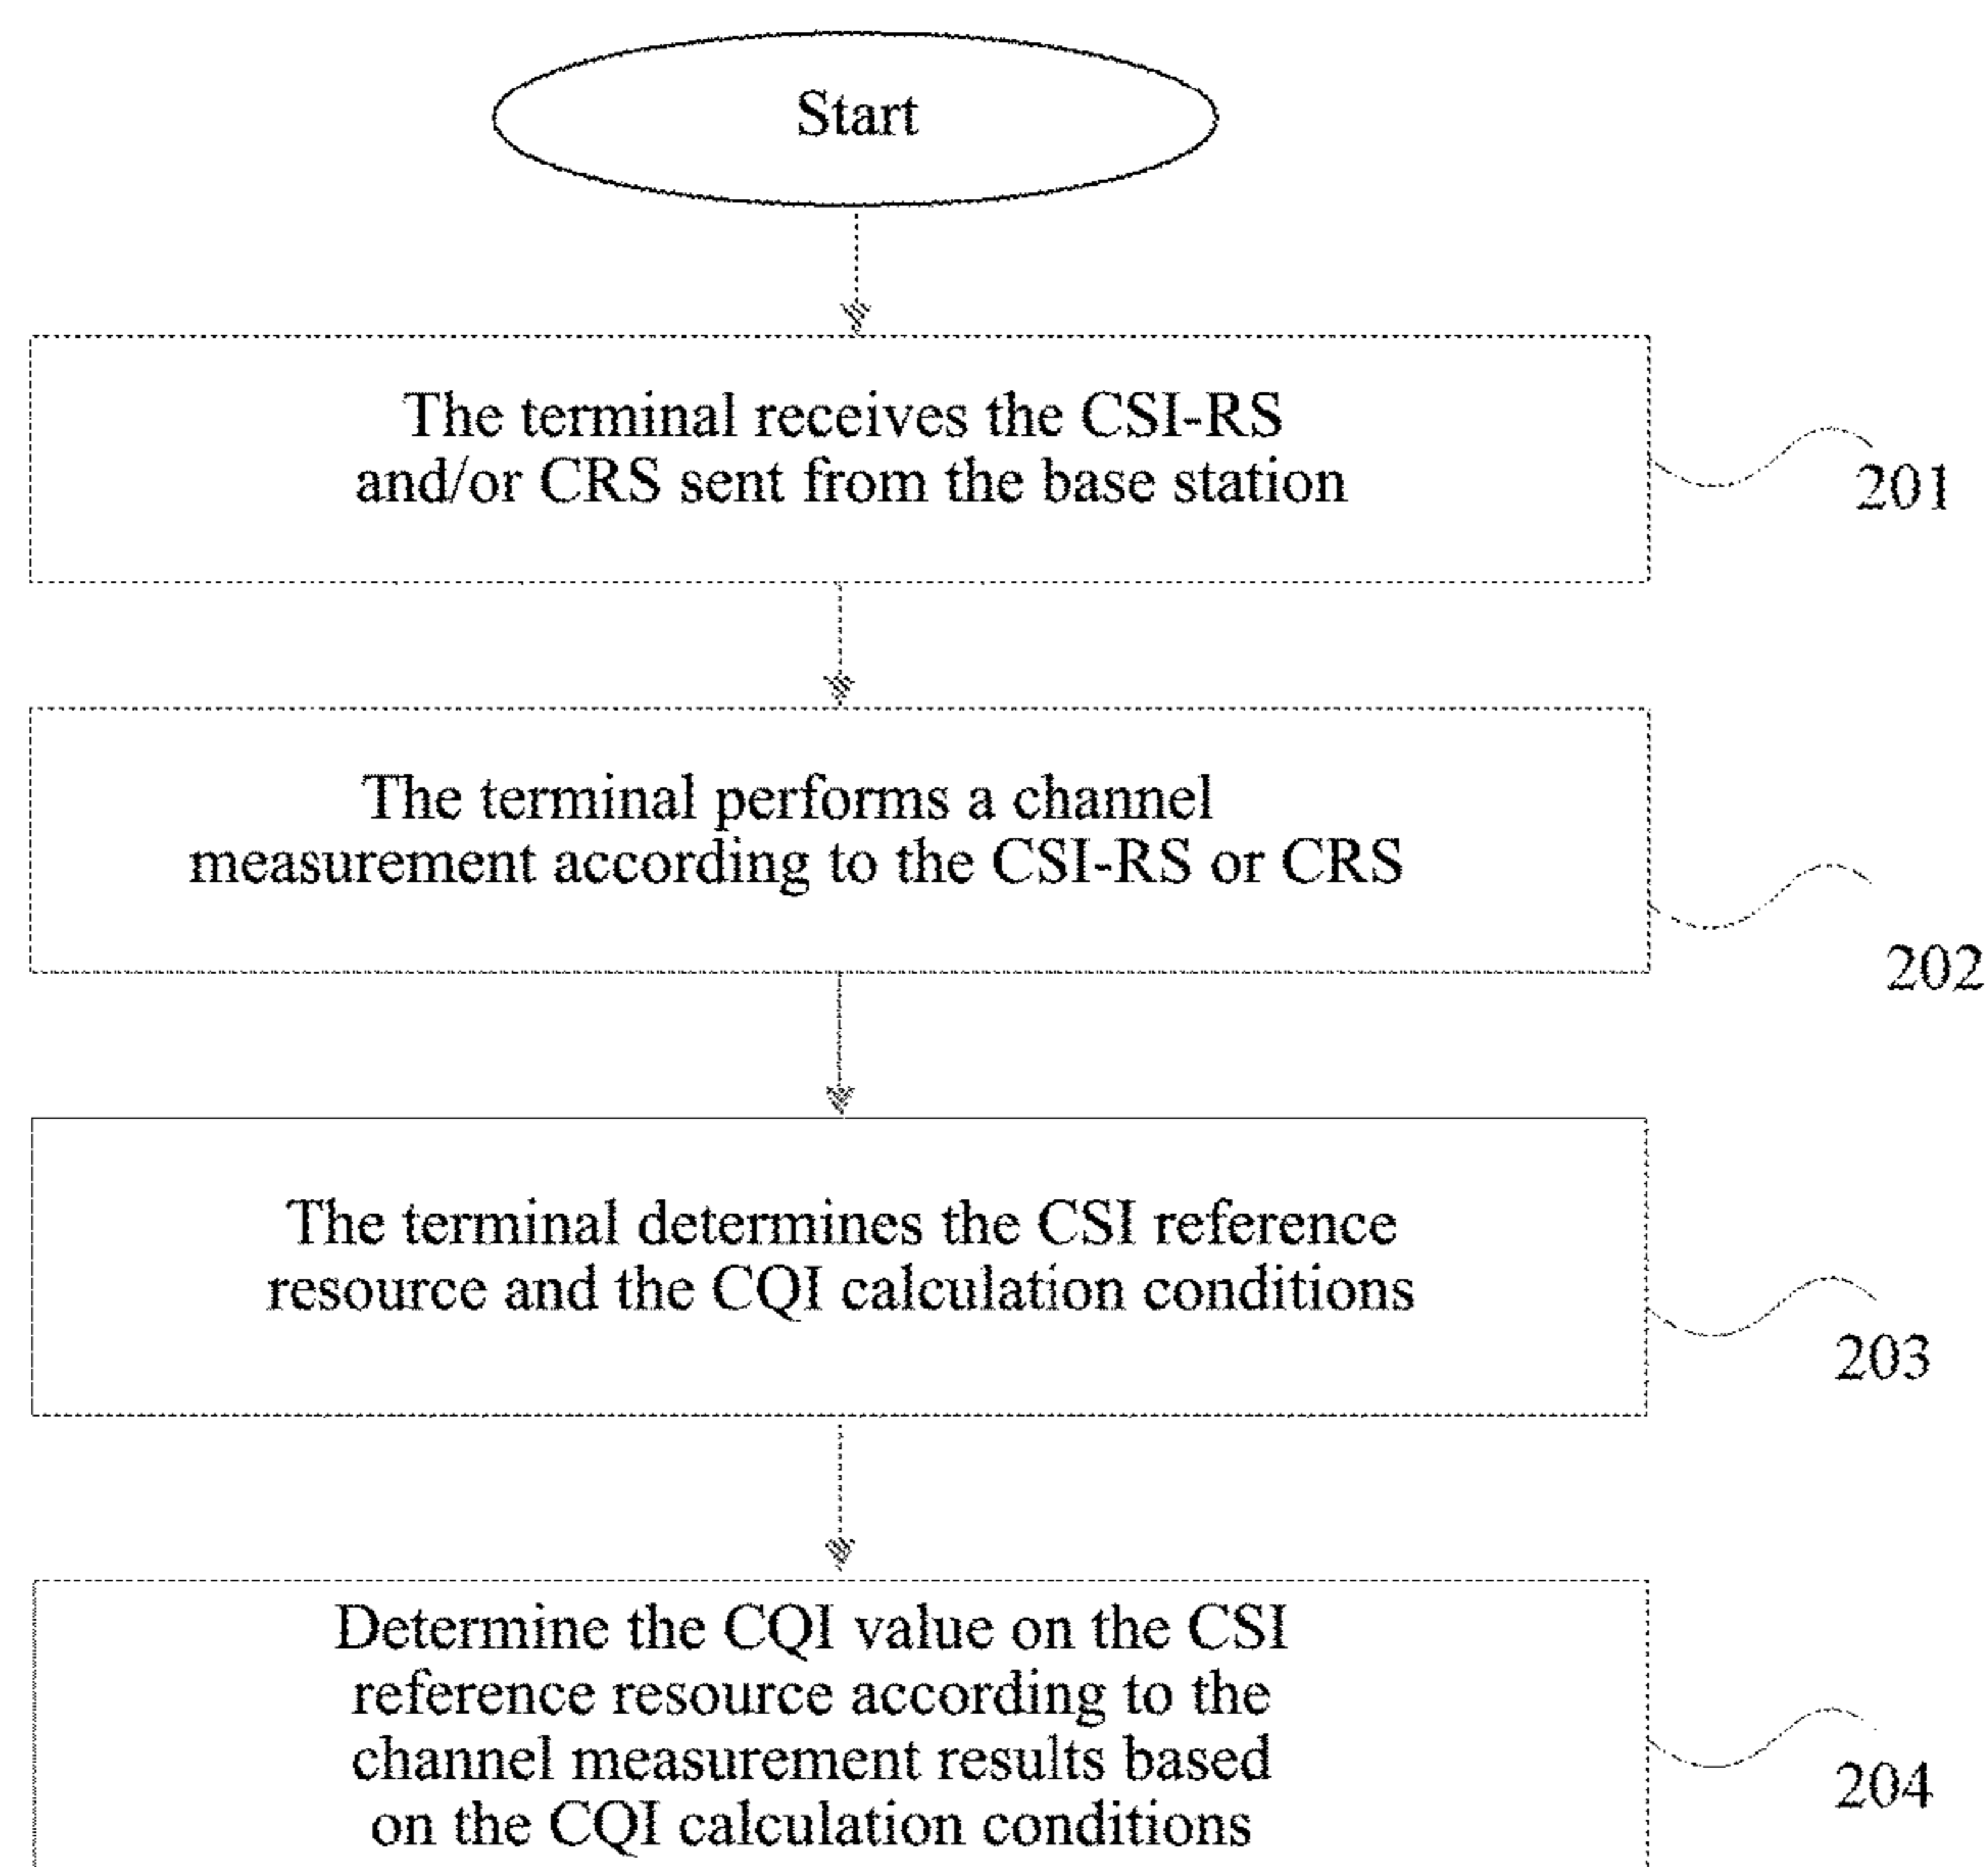 Start
The terminal receives the CSI-RS
and/or CRS sent from the base station
201
The terminal performs a channel
measurement according to the CSI-RS or CRS
202
The terminal determines the CSI reference
resource and the CQI calculation conditions
203
Determine the CQI value on the CSI
reference resource according to the
channel measurement results based
on the CQI calculation conditions
204